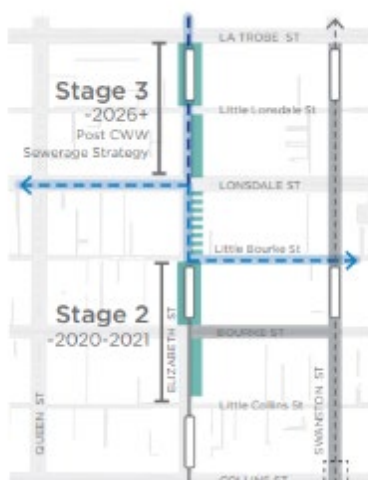 LA TROBE ST
Stage 3
-2026+
Post CWW
Sewerage Strategy
Little Lonsdale St
LONSDALE ST
Little Bourke St
Stage 2
-2020-2021
BOURKE ST
ELIZABETH ST
QUEEN ST
SWANSTON ST
Little Collins St
COLLINS ST